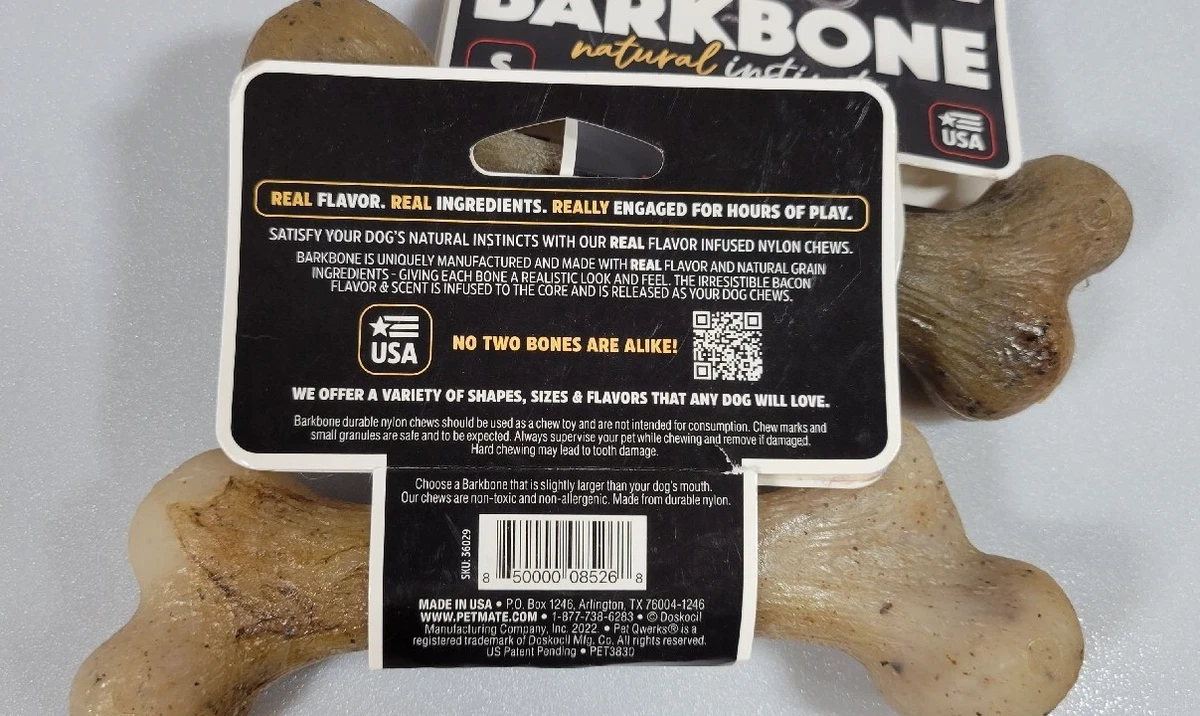 BARKBONE
natural
S
USA
REAL FLAVOR. REAL INGREDIENTS. REALLY ENGAGED FOR HOURS OF PLAY.
SATISFY YOUR DOG'S NATURAL INSTINCTS WITH OUR REAL FLAVOR INFUSED NYLON CHEWS.
BARKBONE IS UNIQUELY MANUFACTURED AND MADE WITH REAL FLAVOR AND NATURAL GRAIN
INGREDIENTS - GIVING EACH BONE A REALISTIC LOOK AND FEEL. THE IRRESISTIBLE BACON
FLAVOR & SCENT IS INFUSED TO THE CORE AND IS RELEASED AS YOUR DOG CHEWS.
USA
NO TWO BONES ARE ALIKE!
WE OFFER A VARIETY OF SHAPES, SIZES & FLAVORS THAT ANY DOG WILL LOVE.
Barkbone durable nylon chews should be used as a chew toy and are not intended for consumption. Chew marks and
small granules are safe and to be expected. Always supervise your pet while chewing and remove if damaged.
Hard chewing may lead to tooth damage.
Choose a Barkbone that is slightly larger than your dog's mouth.
Our chews are non-toxic and non-allergenic. Made from durable nylon.
SKU: 36029
8 50000 08526 8
MADE IN USA • P.O. Box 1246, Arlington, TX 76004-1246
WWW.PETMATE.COM • 1-877-738-6283 • © Doskocil
Manufacturing Company, Inc. 2022. • Pet Qwerks® is a
registered trademark of Doskocil Mfg. Co. All rights reserved.
US Patent Pending • PET3830